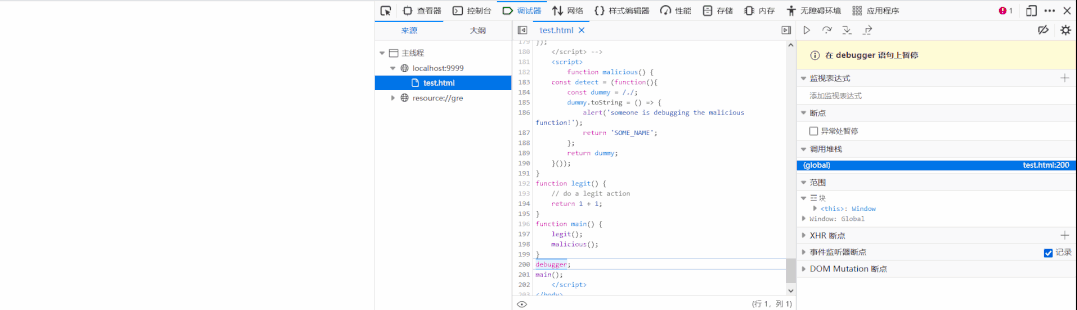 查看器 控制台 调试器 网络 样式编辑器 性能 存储 内存 无障碍环境 应用程序 1
来源 大纲
主线程
localhost:9999
test.html
resource://gre
test.html
179 });
180 </script> -->
181 <script>
182 function malicious() {
183 const detect = (function(){
184 const dummy = /./;
185 dummy.toString = () => {
186 alert('someone is debugging the malicious
function!');
187 return 'SOME_NAME';
188 };
189 return dummy;
190 }());
191 }
192 function legit() {
193 // do a legit action
194 return 1 + 1;
195 }
196 function main() {
197 legit();
198 malicious();
199 }
200 debugger;
201 main();
202 </script>
203 </body>
(行 1，列 1)
在 debugger 语句上暂停
监视表达式
添加监视表达式
断点
异常处暂停
调用堆栈
(global) test.html:200
范围
块
<this>: Window
Window: Global
XHR 断点
事件监听器断点 记录
DOM Mutation 断点